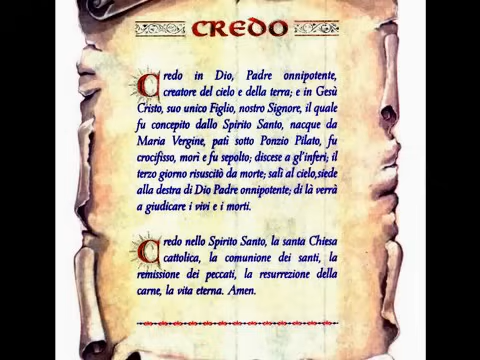 CREDO
Credo in Dio, Padre onnipotente,
creatore del cielo e della terra; e in Gesù
Cristo, suo unico Figlio, nostro Signore, il quale
fu concepito dallo Spirito Santo, nacque da
Maria Vergine, patì sotto Ponzio Pilato, fu
crocifisso, morì e fu sepolto; discese a gl'inferi; il
terzo giorno risuscitò da morte; salì al cielo,siede
alla destra di Dio Padre onnipotente; di là verrà
a giudicare i vivi e i morti.
Credo nello Spirito Santo, la santa Chiesa
cattolica, la comunione dei santi, la
remissione dei peccati, la resurrezione della
carne, la vita eterna. Amen.